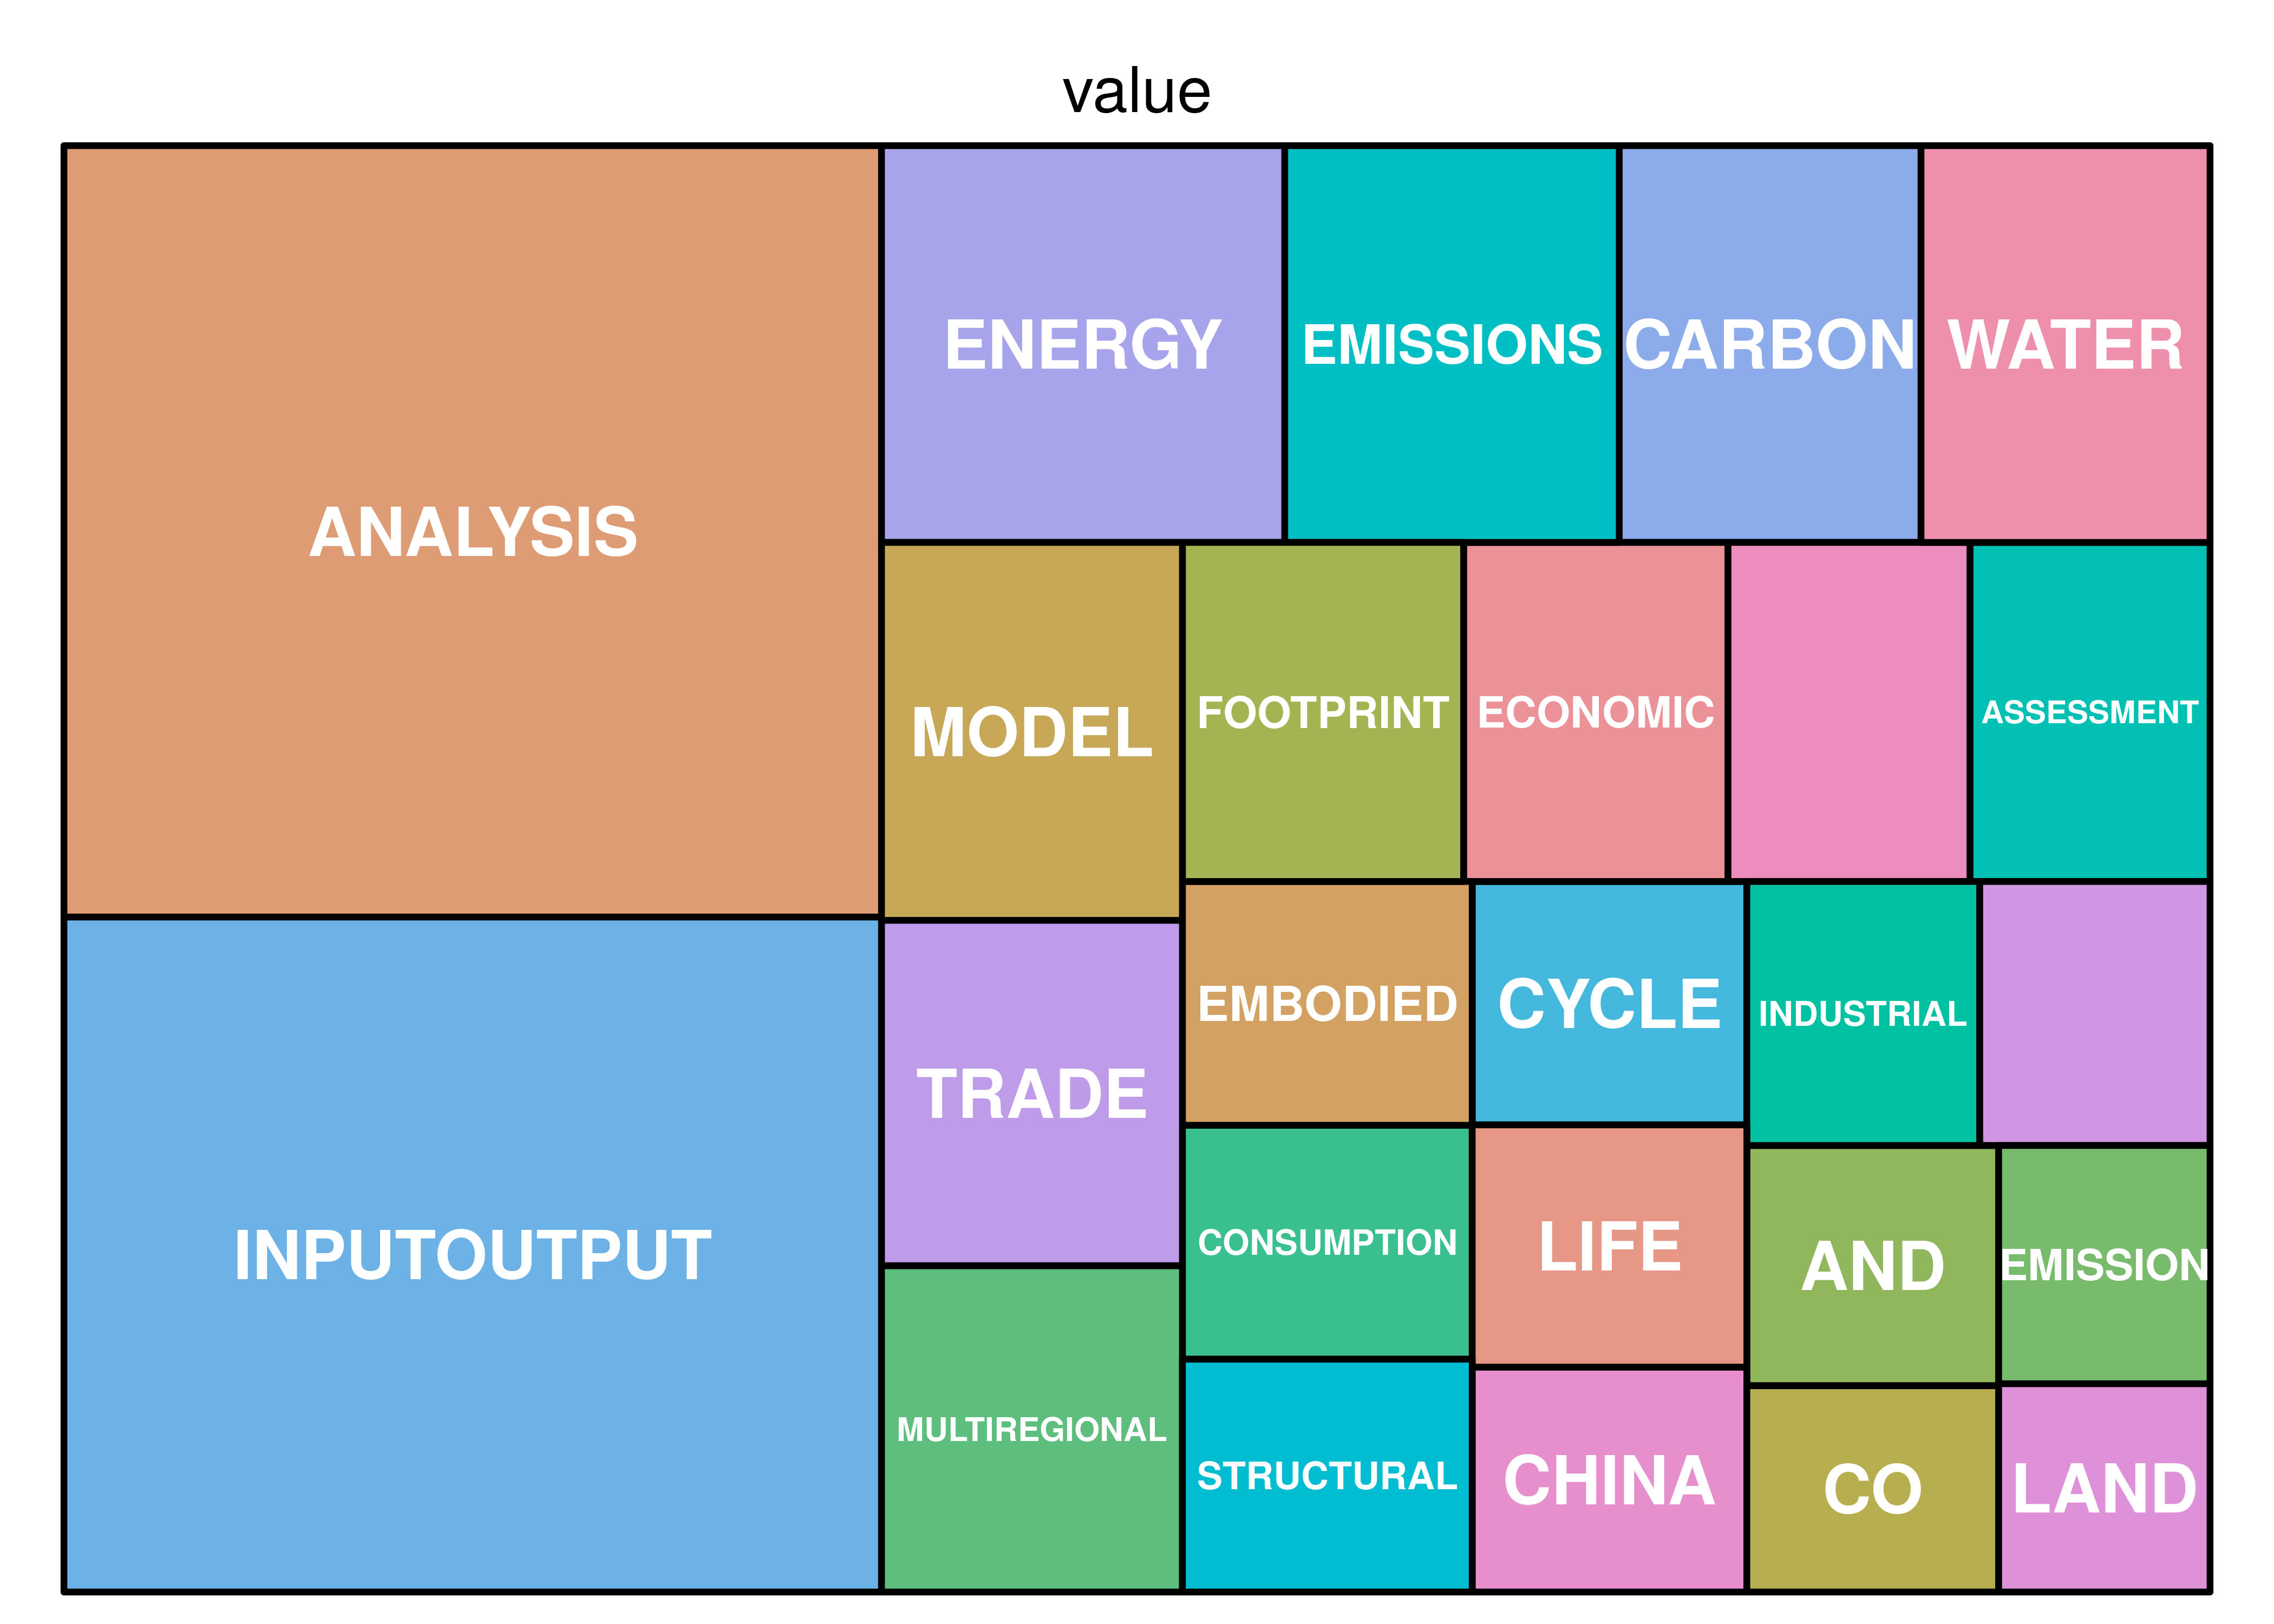 value
ANALYSIS
INPUTOUTPUT
ENERGY
EMISSIONS
CARBON
WATER
MODEL
FOOTPRINT
ECONOMIC
ASSESSMENT
TRADE
EMBODIED
CYCLE
INDUSTRIAL
MULTIREGIONAL
CONSUMPTION
LIFE
AND
EMISSION
STRUCTURAL
CHINA
CO
LAND